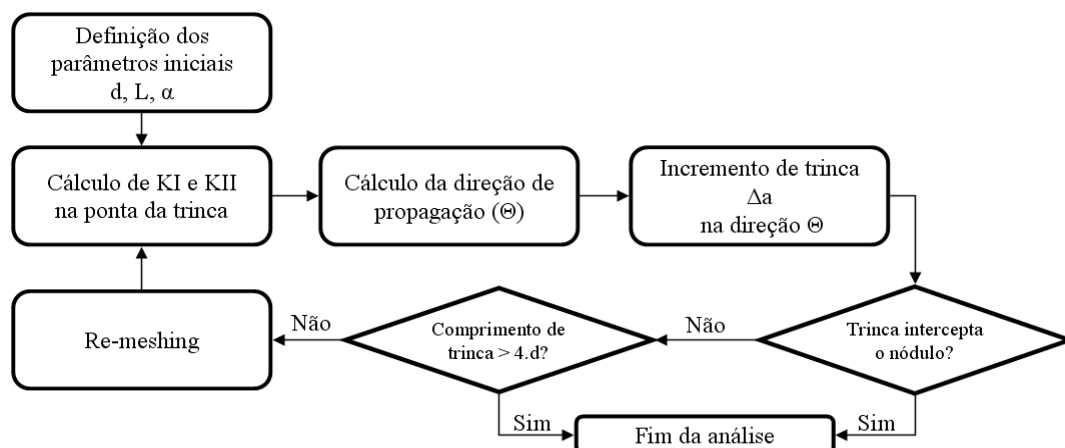 Definição dos
parâmetros iniciais
d, L, α
Cálculo de KI e KII
na ponta da trinca
Cálculo da direção de
propagação (Θ)
Incremento de trinca
Δa
na direção Θ
Trinca intercepta
o nódulo?
Não
Comprimento de
trinca > 4.d?
Não
Re-meshing
Sim
Sim
Fim da análise